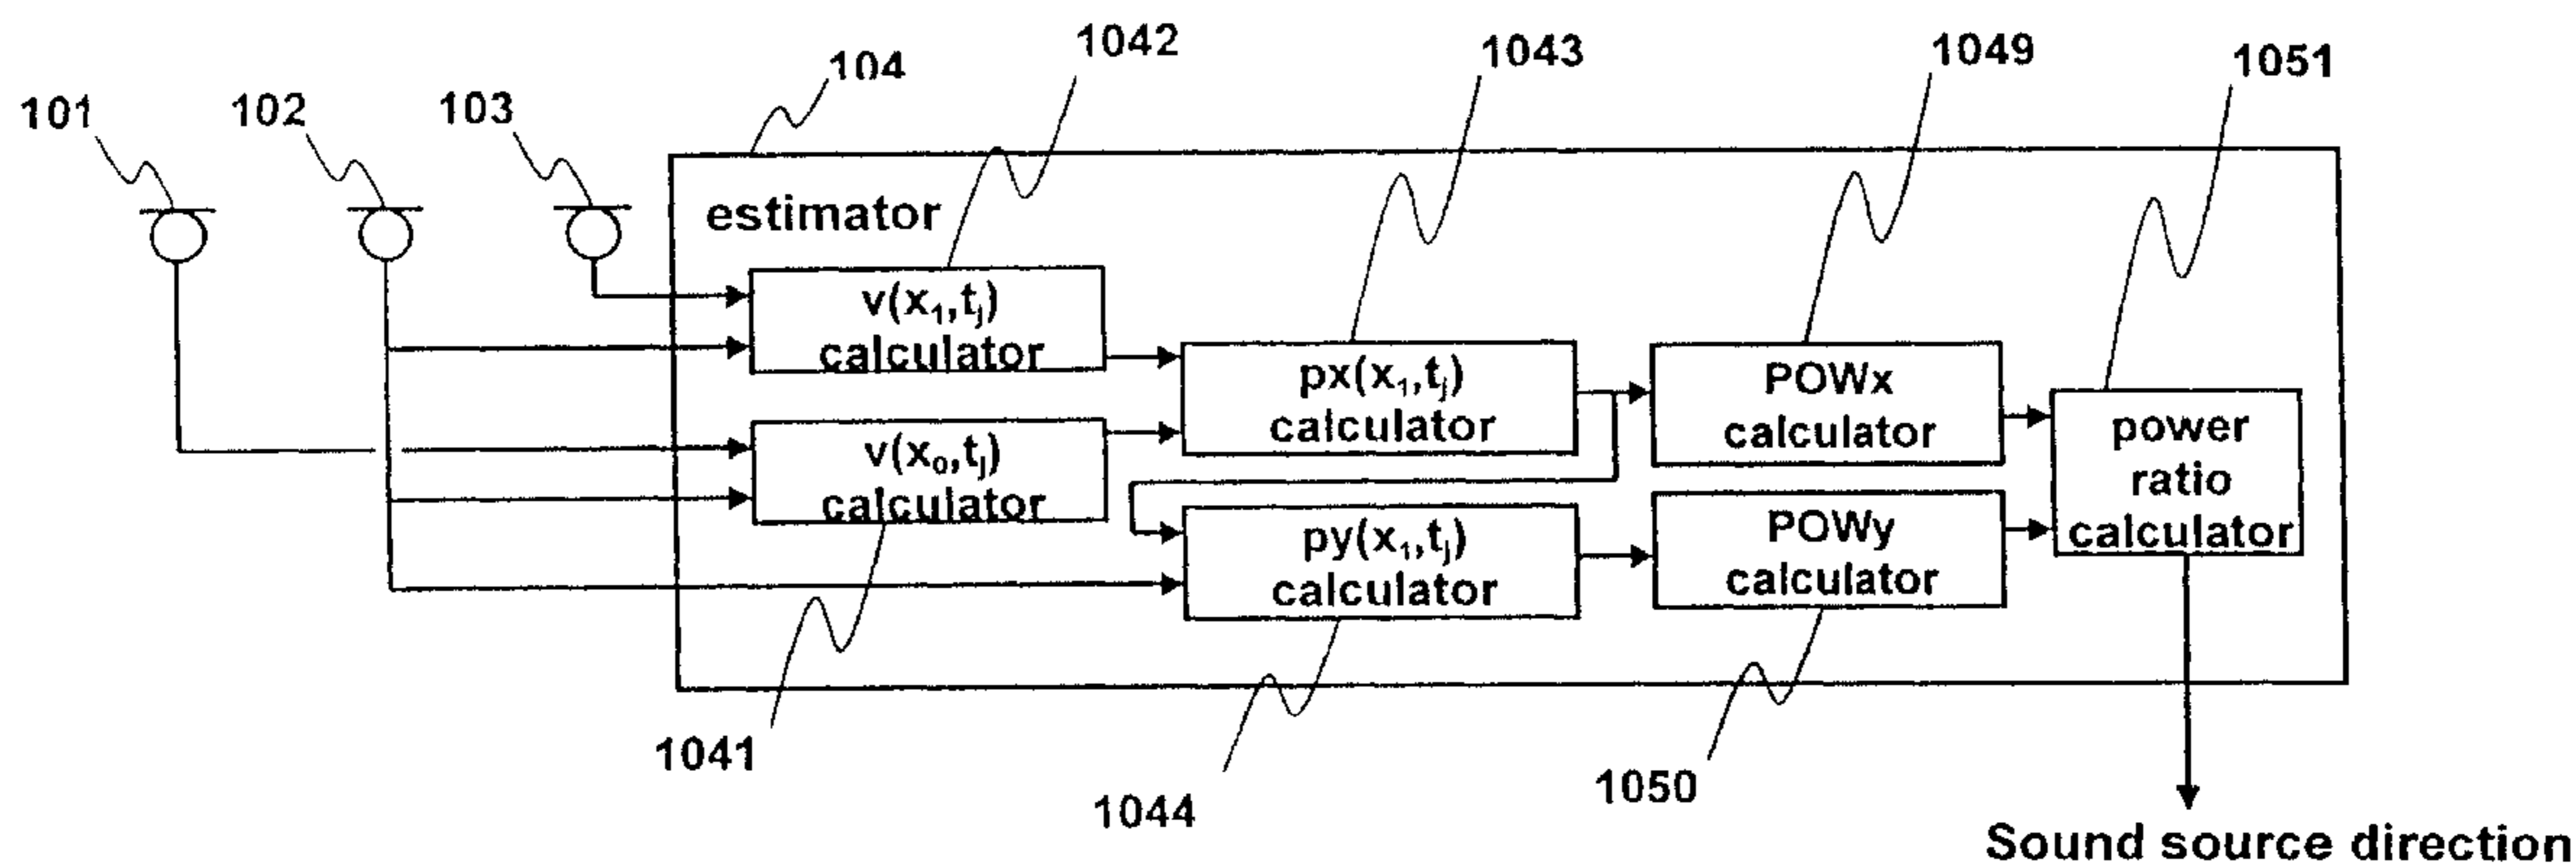 101
102
103
104
1042
1043
1049
1051
estimator
v(x₁,tⱼ)
calculator
v(x₀,tⱼ)
calculator
px(x₁,tⱼ)
calculator
py(x₁,tⱼ)
calculator
POWx
calculator
POWy
calculator
power
ratio
calculator
1041
1044
1050
Sound source direction